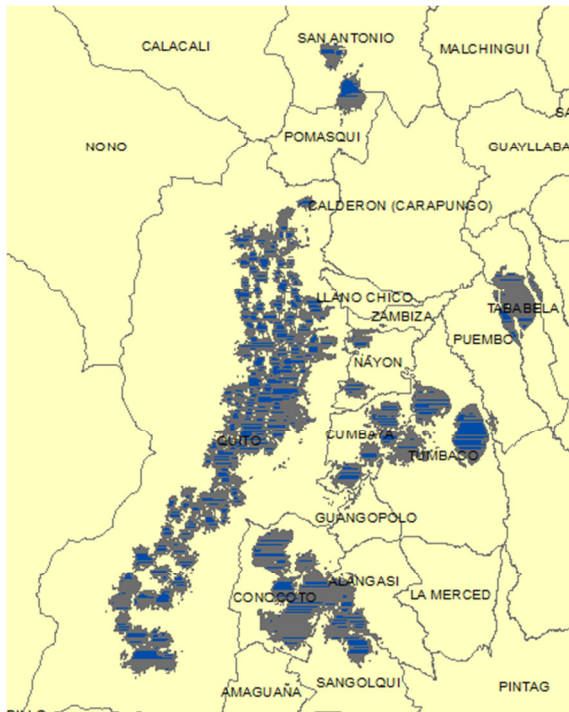 SAN ANTONIO
CALACALI
MALCHINGUI
SA
POMASQUI
NONO
GUAYLLABA
CALDERON (CARAPUNGO)
LLANO CHICO
TABABELA
ZAMBIZA
PUEMBO
NAYON
QUITO
CUMBAYA
TUMBACO
GUANGOPOLO
ALANGASI
CONOCOTO
LA MERCED
SANGOLQUI
PINTAG
AMAGUAÑA